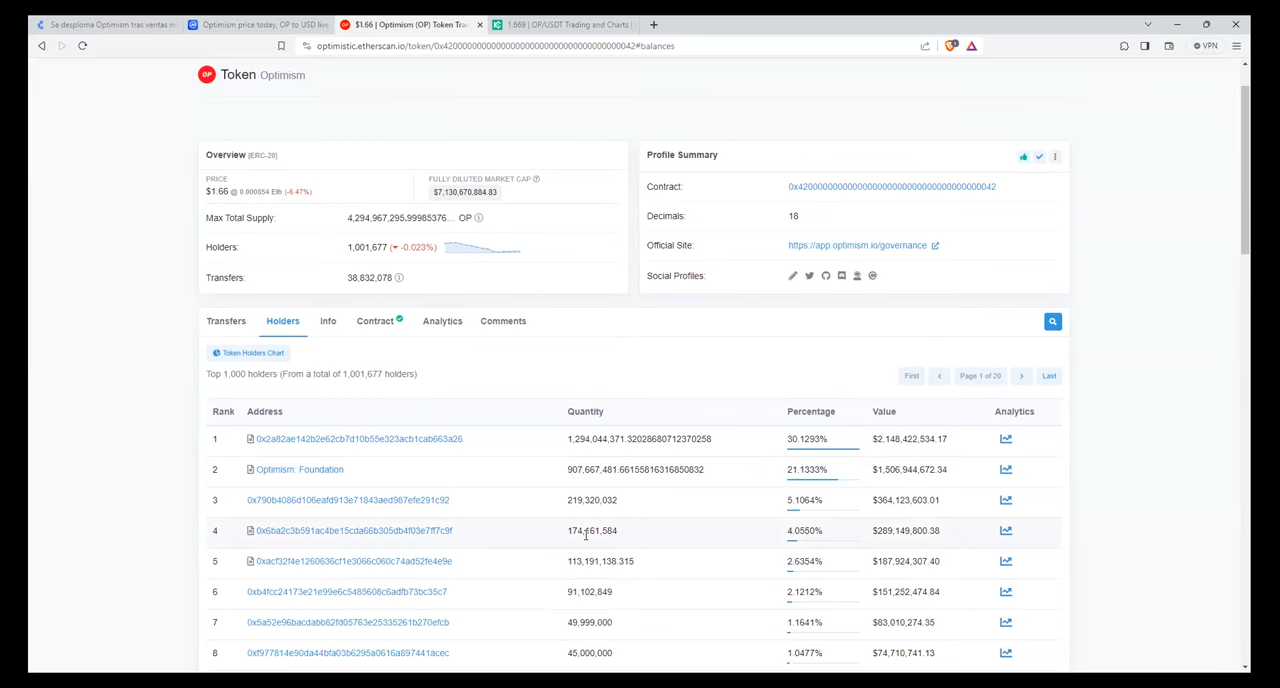 Se desploma Optimism tras ventas m
Optimism price today, OP to USD live
$1.66 | Optimism (OP) Token Tra
1.669 | OP/USDT Trading and Charts |
optimistic.etherscan.io/token/0x4200000000000000000000000000000000000042#balances
VPN
OP Token Optimism
Overview [ERC-20]
PRICE
$1.66 @ 0.000854 Eth (-6.47%)
FULLY DILUTED MARKET CAP
$7,130,670,884.83
Max Total Supply:
4,294,967,295.99985376... OP
Holders:
1,001,677 (-0.023%)
Transfers:
38,832,078
Profile Summary
Contract:
0x4200000000000000000000000000000000000042
Decimals:
18
Official Site:
https://app.optimism.io/governance
Social Profiles:
Transfers Holders Info Contract Analytics Comments
Token Holders Chart
Top 1,000 holders (From a total of 1,001,677 holders)
First < Page 1 of 20 > Last
Rank Address Quantity Percentage Value Analytics
1 0x2a82ae142b2e62cb7d10b55e323acb1cab663a26 1,294,044,371.32028680712370258 30.1293% $2,148,422,534.17
2 Optimism: Foundation 907,667,481.66155816316850832 21.1333% $1,506,944,672.34
3 0x790b4086d106eafd913e71843aed987efe291c92 219,320,032 5.1064% $364,123,603.01
4 0x6ba2c3b591ac4be15cda66b305db4f03e7ff7c9f 174,161,584 4.0550% $289,149,800.38
5 0xacf32f4e1260636cf1e3066c060c74ad52fe4e9e 113,191,138.315 2.6354% $187,924,307.40
6 0xb4fcc24173e21e99e6c5485608c6adfb73bc35c7 91,102,849 2.1212% $151,252,474.84
7 0x5a52e96bacdabb82fd05763e25335261b270efcb 49,999,000 1.1641% $83,010,274.35
8 0xf977814e90da44bfa03b6295a0616a897441acec 45,000,000 1.0477% $74,710,741.13